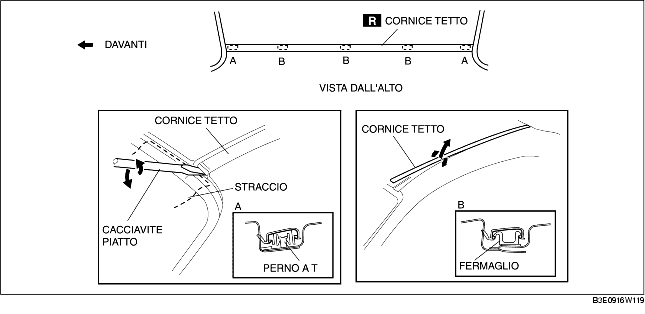 R CORNICE TETTO
DAVANTI
A B B B A
VISTA DALL'ALTO
CORNICE TETTO
STRACCIO
CACCIAVITE
PIATTO
A
PERNO A T
CORNICE TETTO
B
FERMAGLIO
B3E0916W119